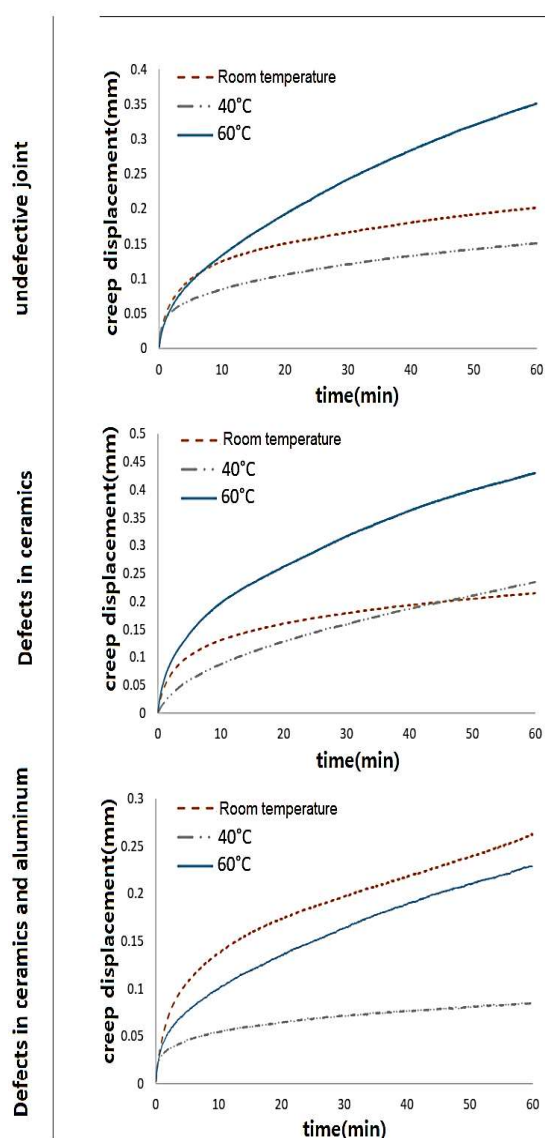 undefective joint
creep displacement(mm)
0.4
0.35
0.3
0.25
0.2
0.15
0.1
0.05
0
Room temperature
40°C
60°C
0 10 20 30 40 50 60
time(min)
Defects in ceramics
creep displacement(mm)
0.5
0.45
0.4
0.35
0.3
0.25
0.2
0.15
0.1
0.05
0
Room temperature
40°C
60°C
0 10 20 30 40 50 60
time(min)
Defects in ceramics and aluminum
creep displacement(mm)
0.3
0.25
0.2
0.15
0.1
0.05
0
Room temperature
40°C
60°C
0 10 20 30 40 50 60
time(min)